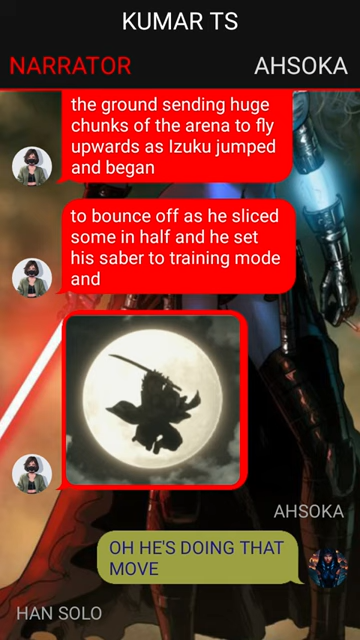 KUMAR TS
NARRATOR
AHSOKA
the ground sending huge
chunks of the arena to fly
upwards as Izuku jumped
and began
to bounce off as he sliced
some in half and he set
his saber to training mode
and
AHSOKA
OH HE'S DOING THAT
MOVE
HAN SOLO